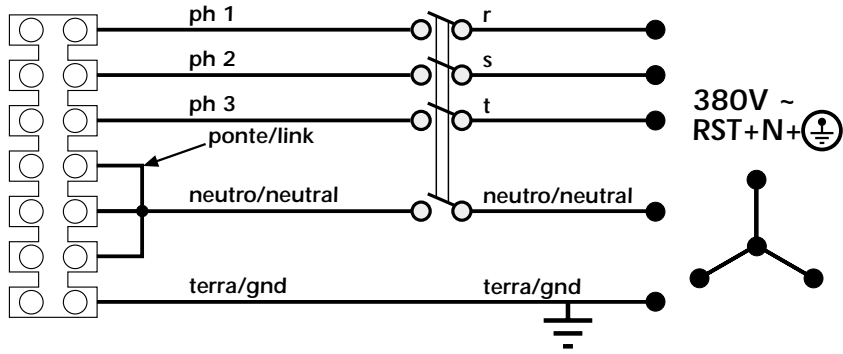 ph 1 r
ph 2 s
ph 3 t
380V ~
RST+N+
ponte/link
neutro/neutral neutro/neutral
terra/gnd terra/gnd